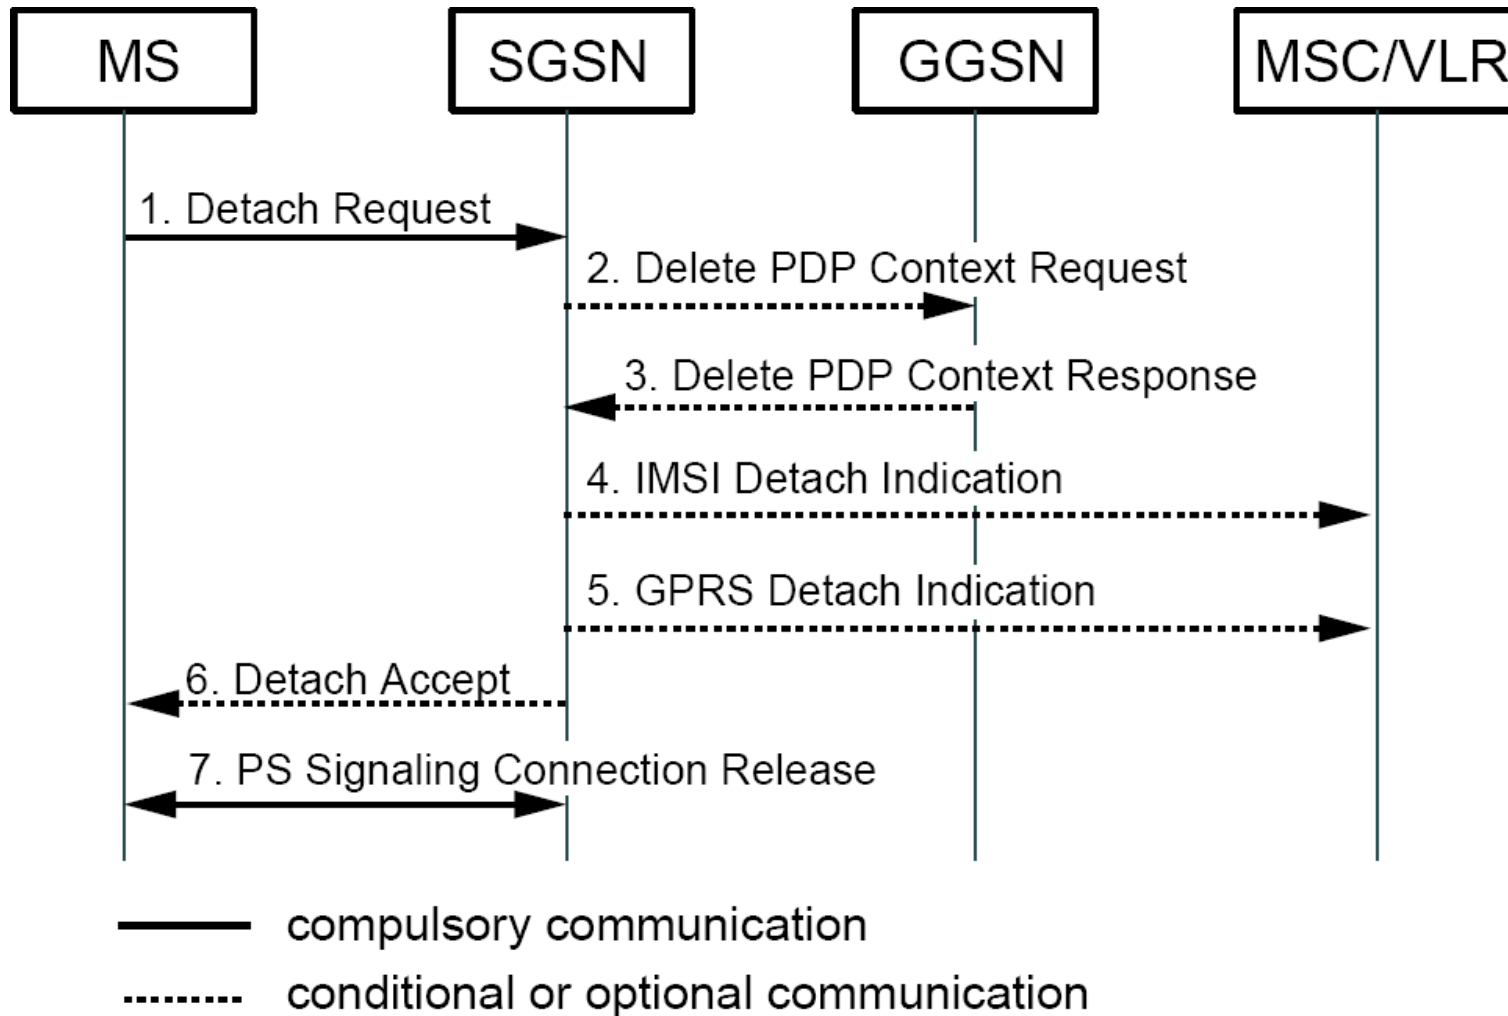 MS
SGSN
GGSN
MSC/VLR
1. Detach Request
2. Delete PDP Context Request
3. Delete PDP Context Response
4. IMSI Detach Indication
5. GPRS Detach Indication
6. Detach Accept
7. PS Signaling Connection Release
compulsory communication
conditional or optional communication